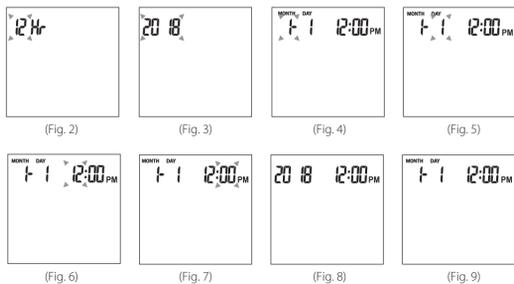 12 Hr
20 18
MONTH DAY
1- 1 12:00 PM
MONTH DAY
1- 1 12:00 PM
(Fig. 2) (Fig. 3) (Fig. 4) (Fig. 5)
MONTH DAY
1- 1 12:00 PM
MONTH DAY
1- 1 12:00 PM
20 18 12:00 PM
MONTH DAY
1- 1 12:00 PM
(Fig. 6) (Fig. 7) (Fig. 8) (Fig. 9)